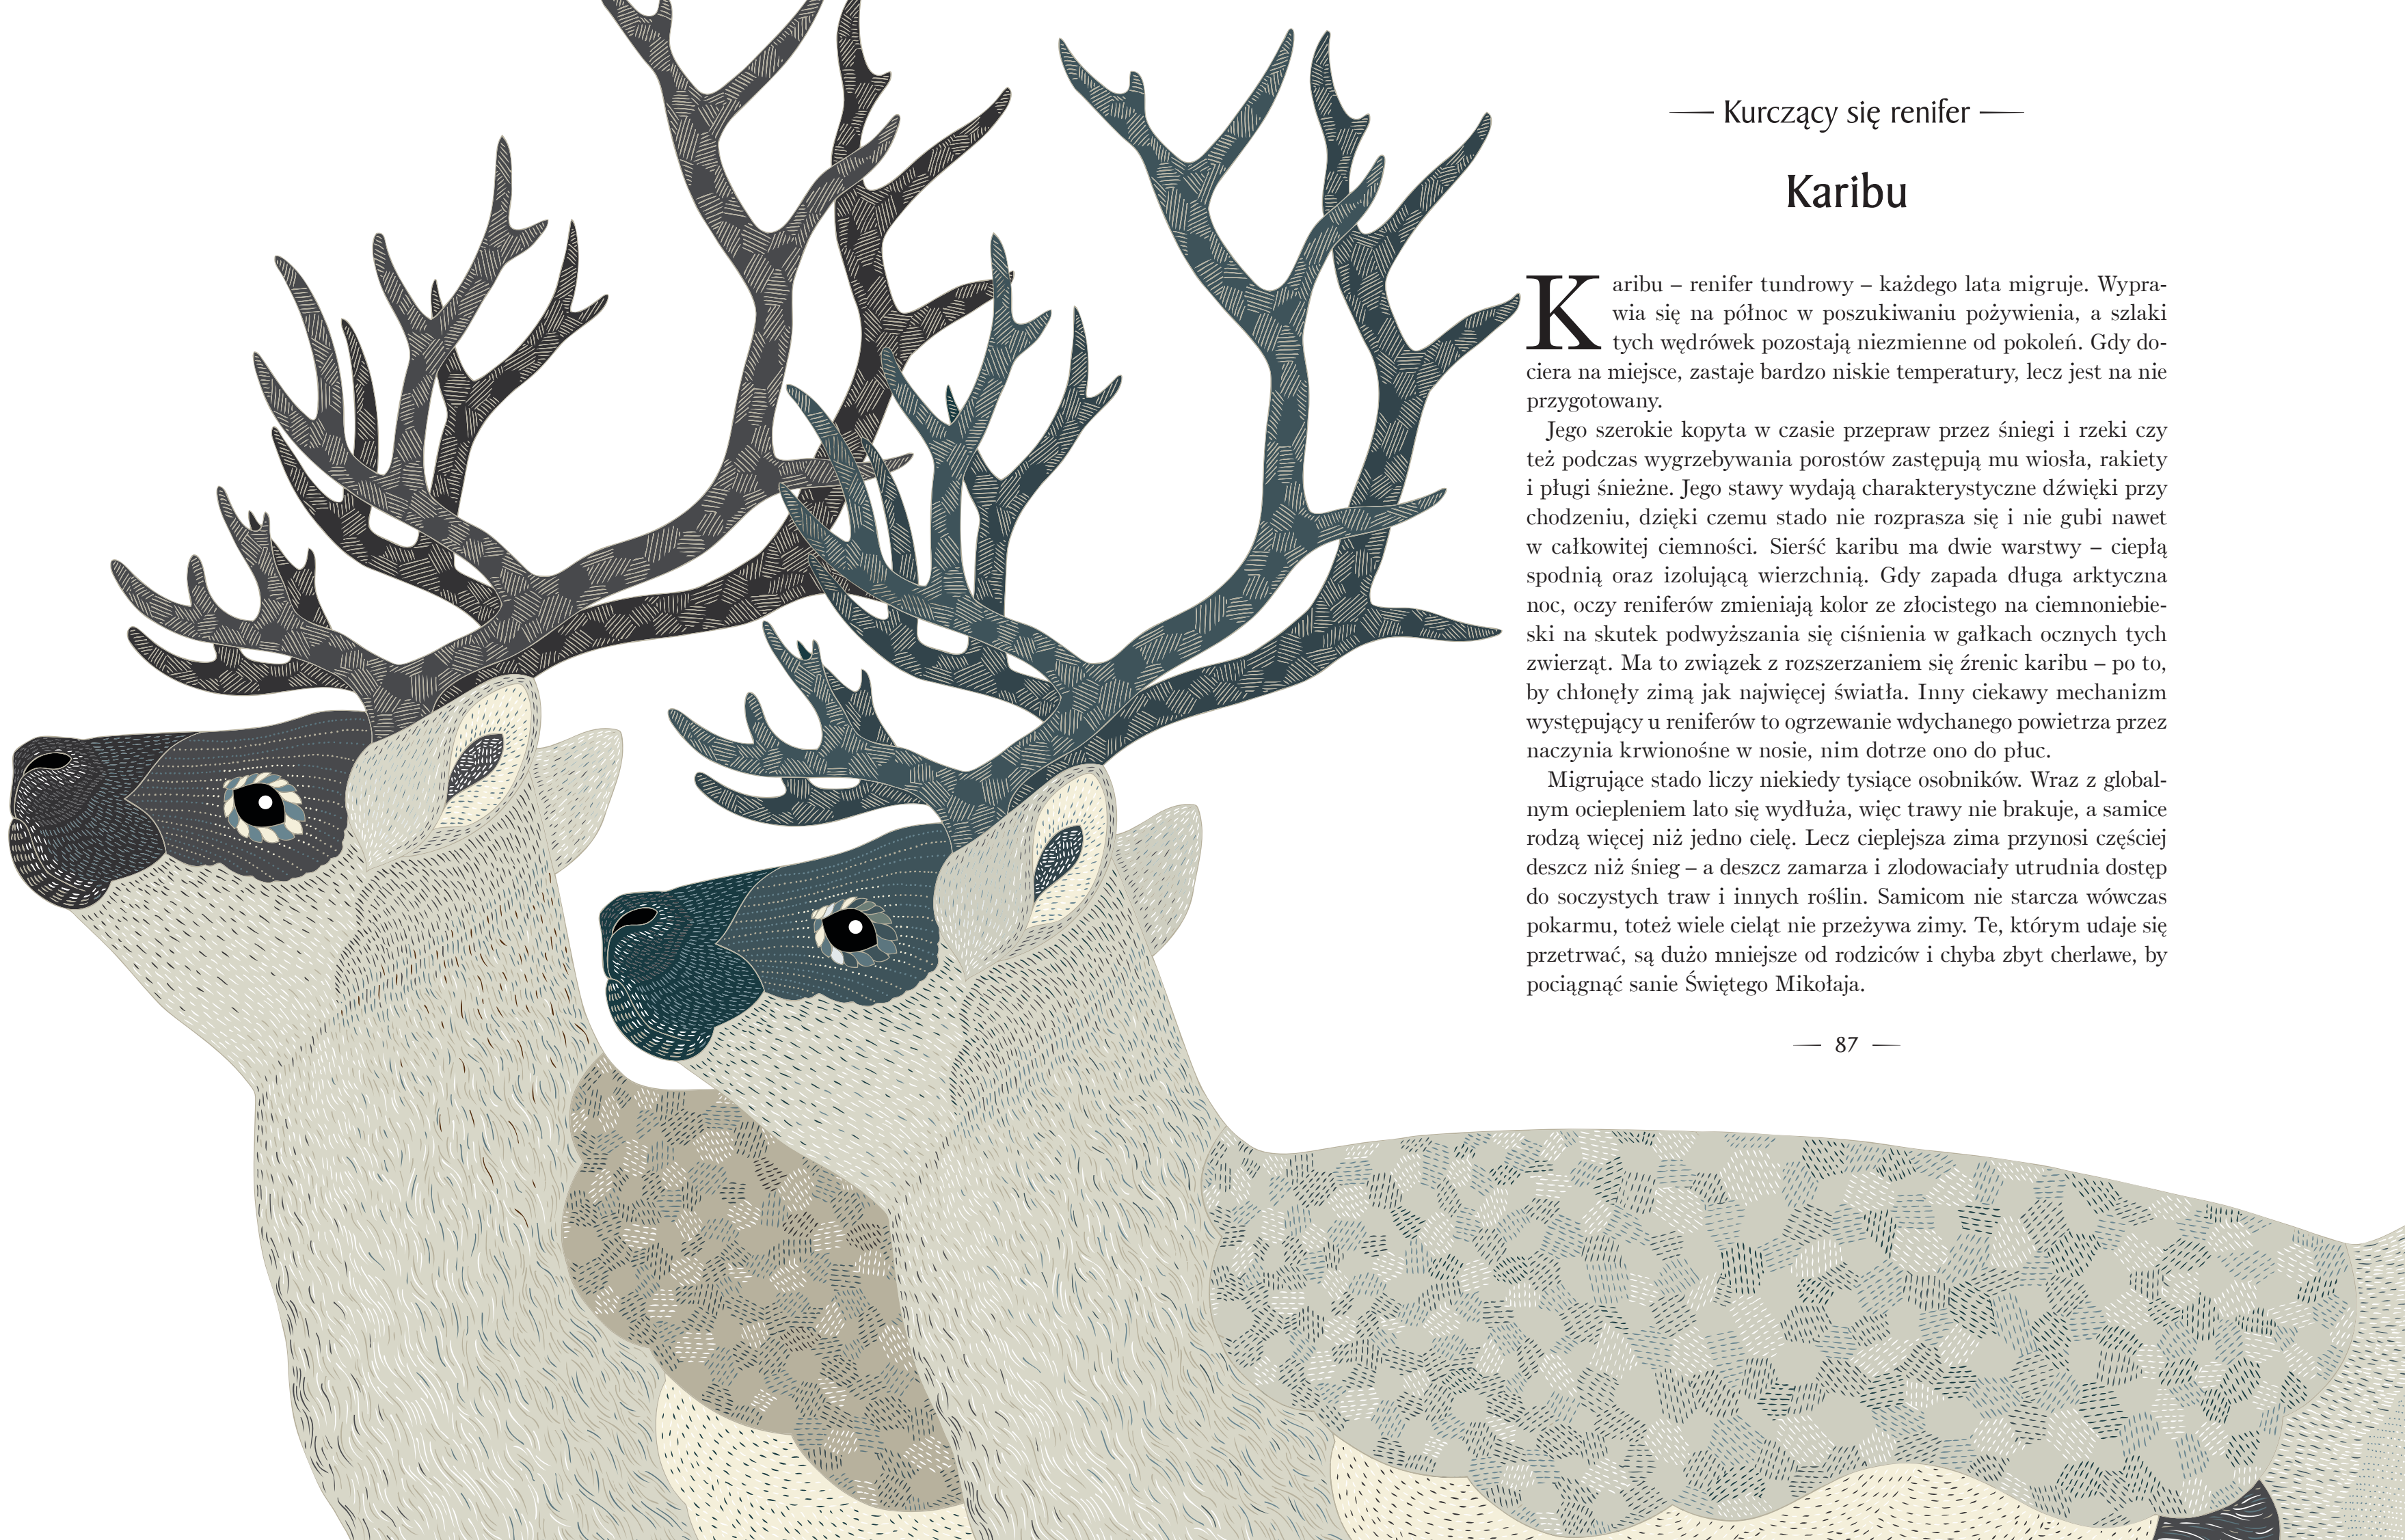 Kurczący się renifer
Karibu
Karibu – renifer tundrowy – każdego lata migruje. Wypra-
wia się na północ w poszukiwaniu pożywienia, a szlaki
tych wędrówek pozostają niezmienne od pokoleń. Gdy do-
ciera na miejsce, zastaje bardzo niskie temperatury, lecz jest na nie
przygotowany.
Jego szerokie kopyta w czasie przepraw przez śniegi i rzeki czy
też podczas wygrzebywania porostów zastępują mu wiosła, rakiety
i pługi śnieżne. Jego stawy wydają charakterystyczne dźwięki przy
chodzeniu, dzięki czemu stado nie rozprasza się i nie gubi nawet
w całkowitej ciemności. Sierść karibu ma dwie warstwy – ciepłą
spodnią oraz izolującą wierzchnią. Gdy zapada długa arktyczna
noc, oczy reniferów zmieniają kolor ze złocistego na ciemnoniebie-
ski na skutek podwyższania się ciśnienia w gałkach ocznych tych
zwierząt. Ma to związek z rozszerzaniem się źrenic karibu – po to,
by chłonęły zimą jak najwięcej światła. Inny ciekawy mechanizm
występujący u reniferów to ogrzewanie wdychanego powietrza przez
naczynia krwionośne w nosie, nim dotrze ono do płuc.
Migrujące stado liczy niekiedy tysiące osobników. Wraz z global-
nym ociepleniem lato się wydłuża, więc trawy nie brakuje, a samice
rodzą więcej niż jedno cielę. Lecz cieplejsza zima przynosi częściej
deszcz niż śnieg – a deszcz zamarza i zlodowaciały utrudnia dostęp
do soczystych traw i innych roślin. Samicom nie starcza wówczas
pokarmu, toteż wiele cieląt nie przeżywa zimy. Te, którym udaje się
przetrwać, są dużo mniejsze od rodziców i chyba zbyt cherlawe, by
pociągnąć sanie Świętego Mikołaja.
87